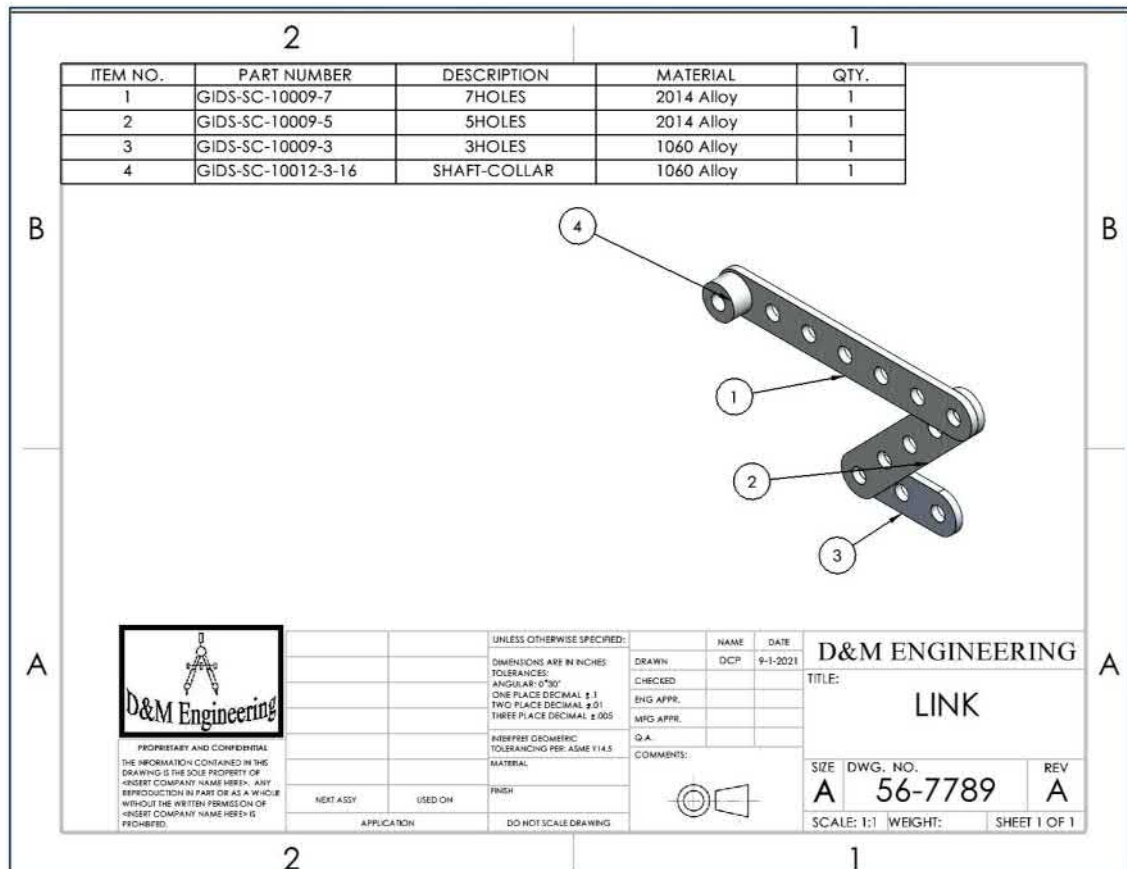 2 1
ITEM NO. PART NUMBER DESCRIPTION MATERIAL QTY.
1 GIDS-SC-10009-7 7HOLES 2014 Alloy 1
2 GIDS-SC-10009-5 5HOLES 2014 Alloy 1
3 GIDS-SC-10009-3 3HOLES 1060 Alloy 1
4 GIDS-SC-10012-3-16 SHAFT-COLLAR 1060 Alloy 1
B B
4
1
2
3
A A
D&M Engineering
PROPRIETARY AND CONFIDENTIAL
THE INFORMATION CONTAINED IN THIS
DRAWING IS THE SOLE PROPERTY OF
<INSERT COMPANY NAME HERE>. ANY
REPRODUCTION IN PART OR AS A WHOLE
WITHOUT THE WRITTEN PERMISSION OF
<INSERT COMPANY NAME HERE> IS
PROHIBITED.
NEXT ASSY USED ON
APPLICATION
UNLESS OTHERWISE SPECIFIED:
DIMENSIONS ARE IN INCHES
TOLERANCES:
ANGULAR: 0°30'
ONE PLACE DECIMAL ±.1
TWO PLACE DECIMAL ±.01
THREE PLACE DECIMAL ±.005
INTERPRET GEOMETRIC
TOLERANCING PER: ASME Y14.5
MATERIAL
FINISH
DO NOT SCALE DRAWING
NAME DATE
DRAWN DCP 9-1-2021
CHECKED
ENG APPR.
MFG APPR.
Q.A.
COMMENTS:
D&M ENGINEERING
TITLE:
LINK
SIZE DWG. NO. REV
A 56-7789 A
SCALE: 1:1 WEIGHT: SHEET 1 OF 1
2 1